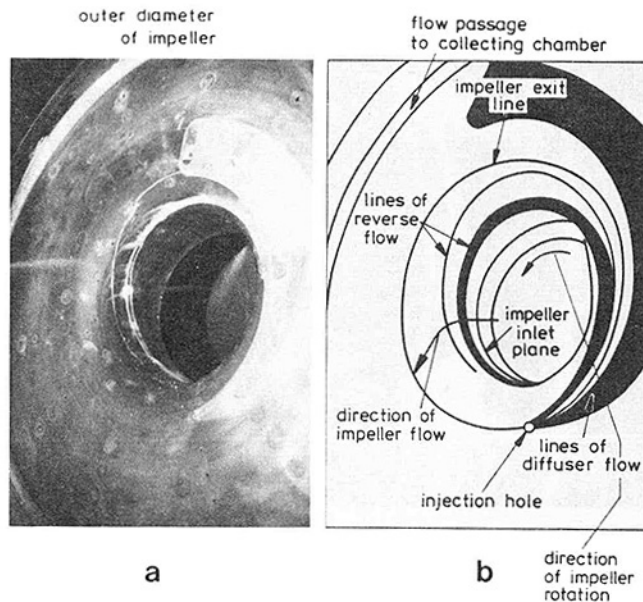 outer diameter
of impeller
flow passage
to collecting chamber
impeller exit
line
lines of
reverse
flow
impeller
inlet
plane
direction of
impeller flow
lines of
diffuser flow
injection hole
direction
of impeller
rotation
a
b